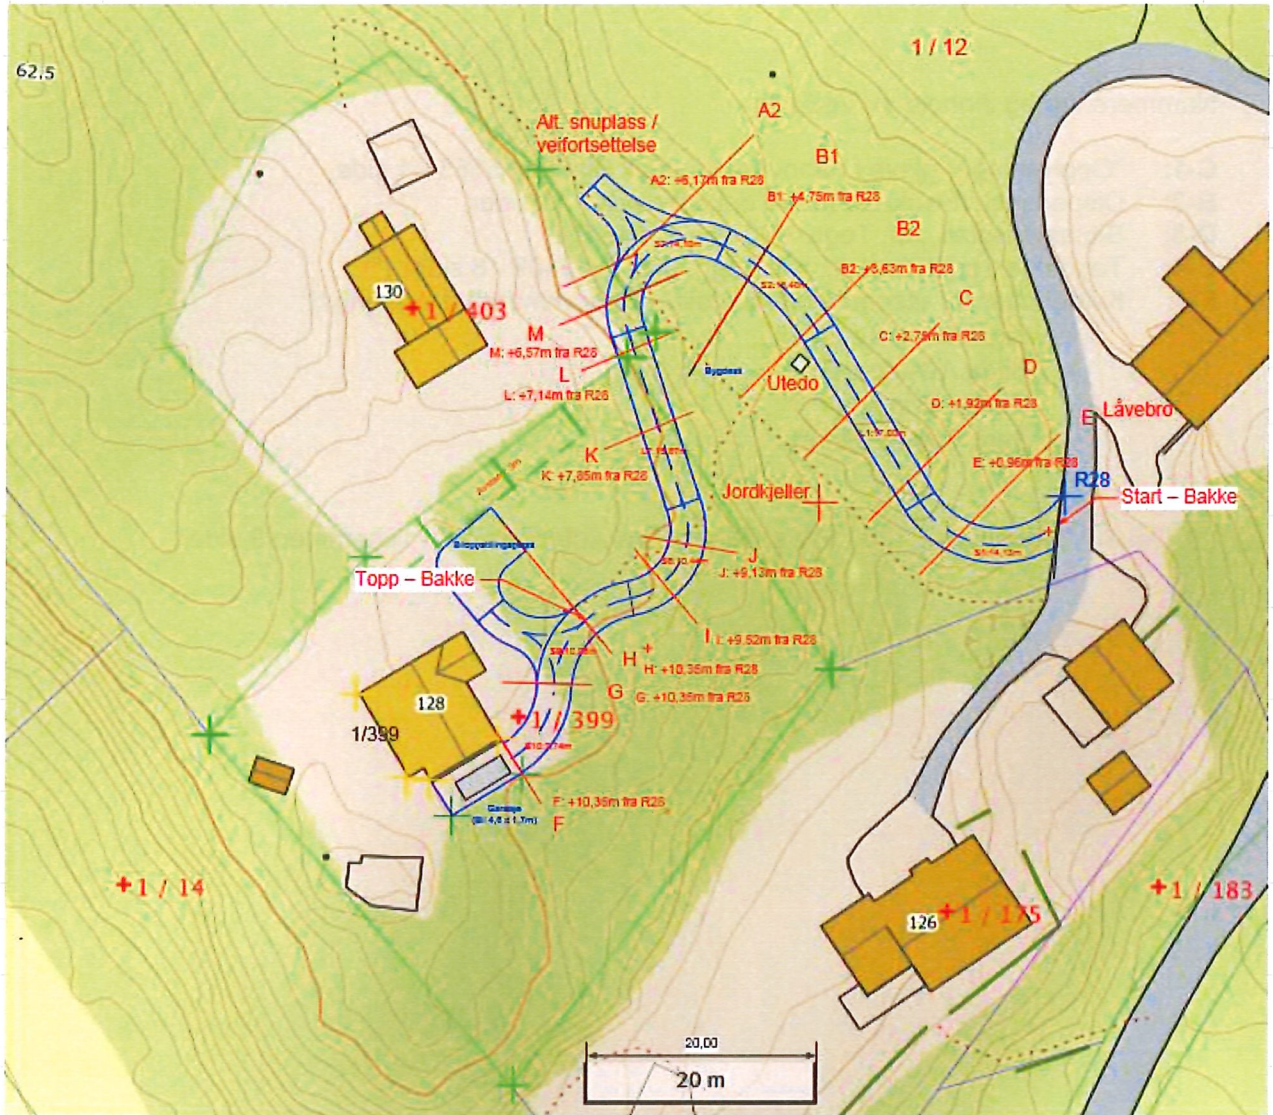 62,5
1 / 12
A2
Alt. snuplass /
veifortsettelse
B1
A2: +6,17m fra R28
B1: +4,75m fra R28
B2
B2: +3,63m fra R28
130
+1 / 403
C
M
C: +2,79m fra R28
M: +6,57m fra R28
L
D
Bygdøas
Utedo
L: +7,14m fra R28
D: +1,92m fra R28
E
Låvebro
K
E: +0,96m fra R28
K: +7,85m fra R28
R28
Jordkjeller
Start – Bakke
Topp – Bakke
J
J: +9,13m fra R28
I
I: +9,52m fra R28
H
H: +10,35m fra R28
G
G: +10,35m fra R28
128
+1 / 399
1/399
F: +10,35m fra R28
Garasje
F
+1 / 14
126
+1 / 175
+1 / 183
20,00
20 m